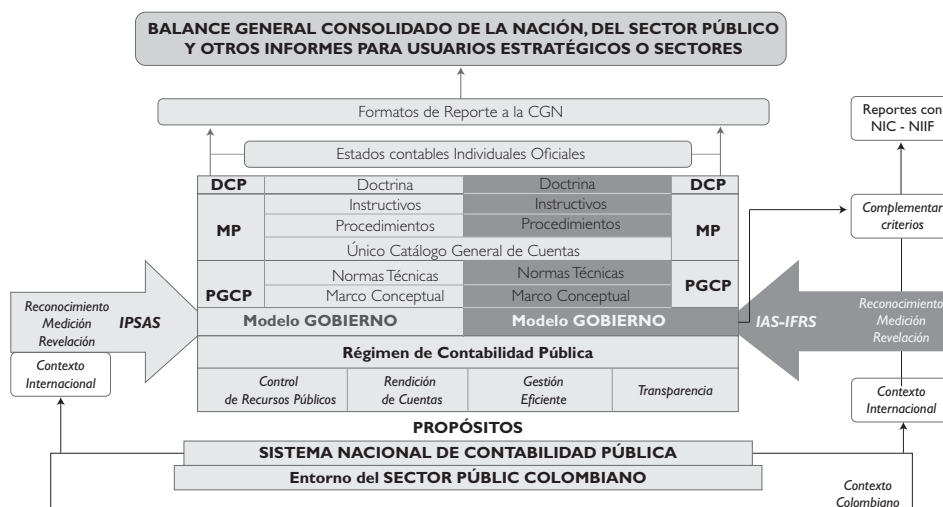 BALANCE GENERAL CONSOLIDADO DE LA NACIÓN, DEL SECTOR PÚBLICO
Y OTROS INFORMES PARA USUARIOS ESTRATÉGICOS O SECTORES
Formatos de Reporte a la CGN
Reportes con
NIC - NIIF
Estados contables Individuales Oficiales
DCP Doctrina Doctrina DCP
MP Instructivos Instructivos MP
Procedimientos Procedimientos
Único Catálogo General de Cuentas
Complementar
criterios
PGCP Normas Técnicas Normas Técnicas PGCP
Marco Conceptual Marco Conceptual
Reconocimiento
Medición
Revelación
IPSAS
Modelo GOBIERNO Modelo GOBIERNO
IAS-IFRS
Reconocimiento
Medición
Revelación
Régimen de Contabilidad Pública
Contexto
Internacional
Control
de Recursos Públicos
Rendición
de Cuentas
Gestión
Eficiente
Transparencia
Contexto
Internacional
PROPÓSITOS
SISTEMA NACIONAL DE CONTABILIDAD PÚBLICA
Entorno del SECTOR PÚBLIC COLOMBIANO
Contexto
Colombiano